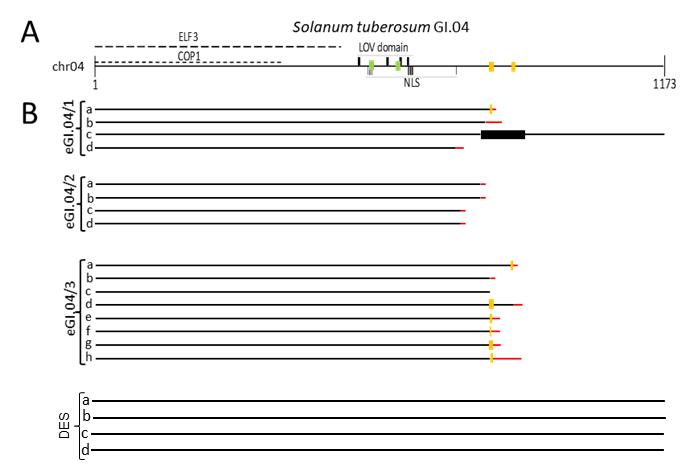 A
Solanum tuberosum GI.04
ELF3
COP1
LOV domain
chr04
1
NLS
1173
B
eGI.04/1
a
b
c
d
eGI.04/2
a
b
c
d
eGI.04/3
a
b
c
d
e
f
g
h
DES
a
b
c
d